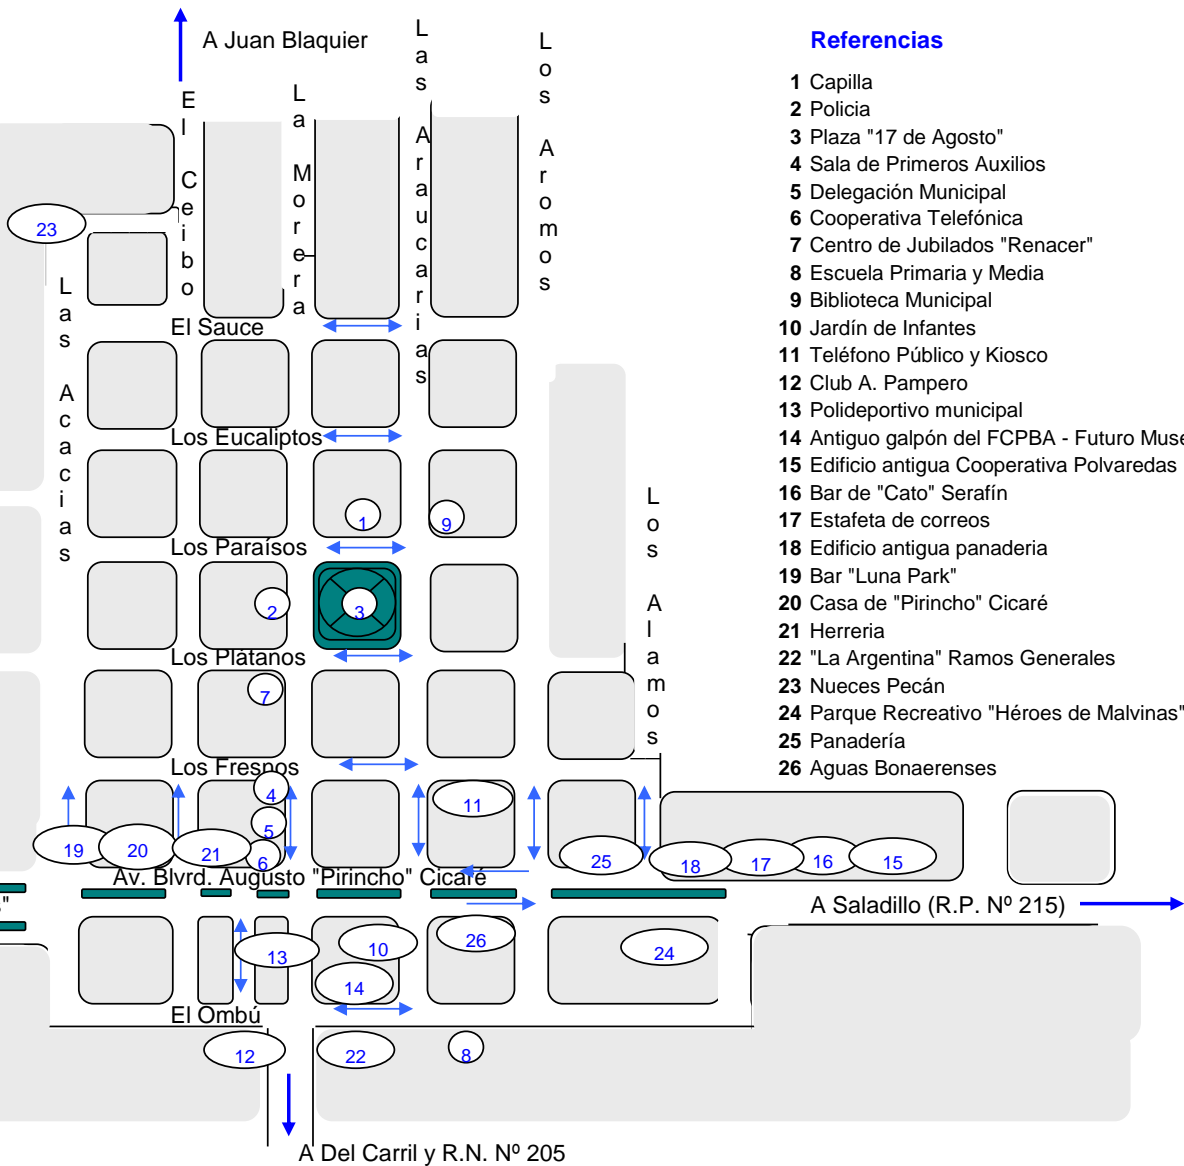 A Juan Blaquier
El Ceibo
La Morera
Las Araucarias
Los Aromos
Las Acacias
Los Alamos
23
El Sauce
Los Eucaliptos
1
9
Los Paraísos
2
3
Los Plátanos
7
Los Fresnos
4
11
5
19
20
21
6
25
18
17
16
15
Av. Blvrd. Augusto "Pirincho" Cicaré
"
A Saladillo (R.P. Nº 215)
13
10
26
24
14
El Ombú
12
22
8
A Del Carril y R.N. Nº 205
Referencias
1 Capilla
2 Policia
3 Plaza "17 de Agosto"
4 Sala de Primeros Auxilios
5 Delegación Municipal
6 Cooperativa Telefónica
7 Centro de Jubilados "Renacer"
8 Escuela Primaria y Media
9 Biblioteca Municipal
10 Jardín de Infantes
11 Teléfono Público y Kiosco
12 Club A. Pampero
13 Polideportivo municipal
14 Antiguo galpón del FCPBA - Futuro Muse
15 Edificio antigua Cooperativa Polvaredas
16 Bar de "Cato" Serafín
17 Estafeta de correos
18 Edificio antigua panaderia
19 Bar "Luna Park"
20 Casa de "Pirincho" Cicaré
21 Herreria
22 "La Argentina" Ramos Generales
23 Nueces Pecán
24 Parque Recreativo "Héroes de Malvinas"
25 Panadería
26 Aguas Bonaerenses